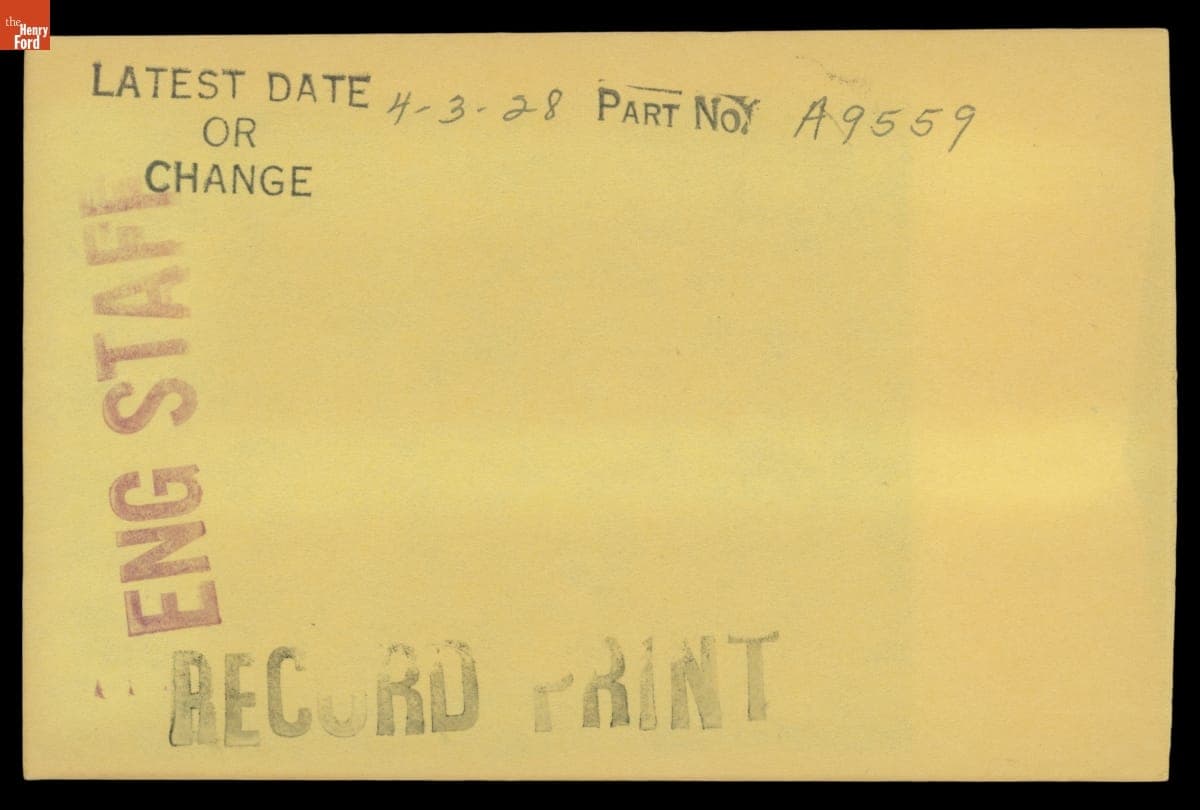 the
Henry
Ford
LATEST DATE 4-3-28 PART NO. A9559
OR
CHANGE
ENG STAFF
RECORD PRINT